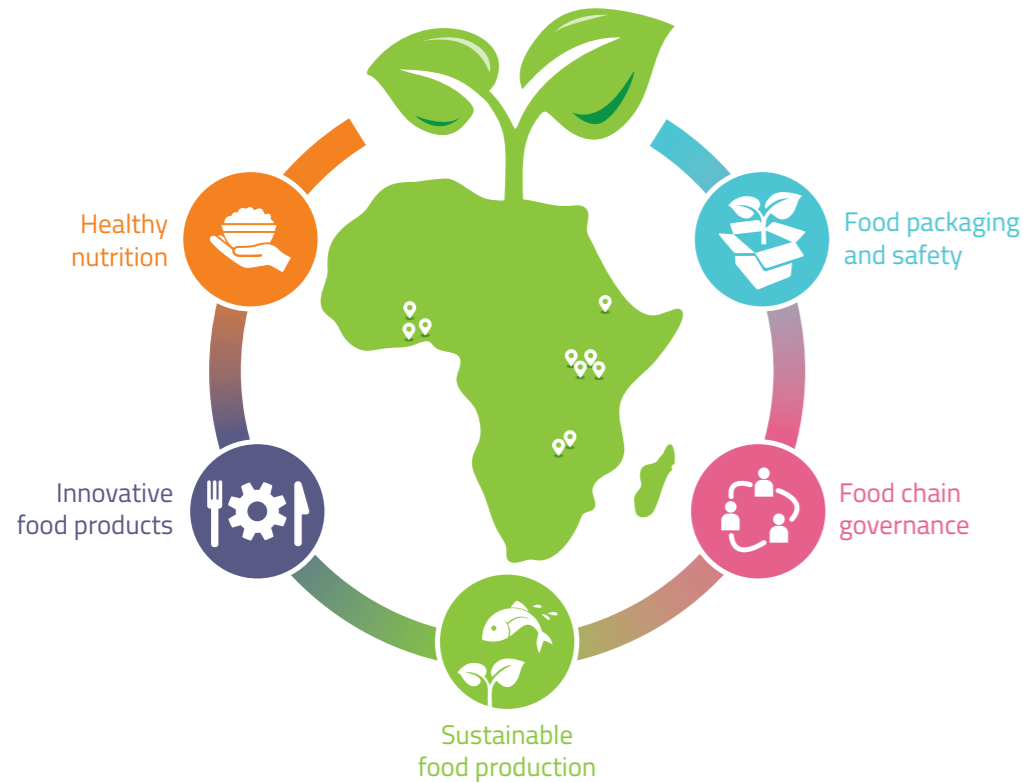 Healthy
nutrition
Food packaging
and safety
Innovative
food products
Food chain
governance
Sustainable
food production